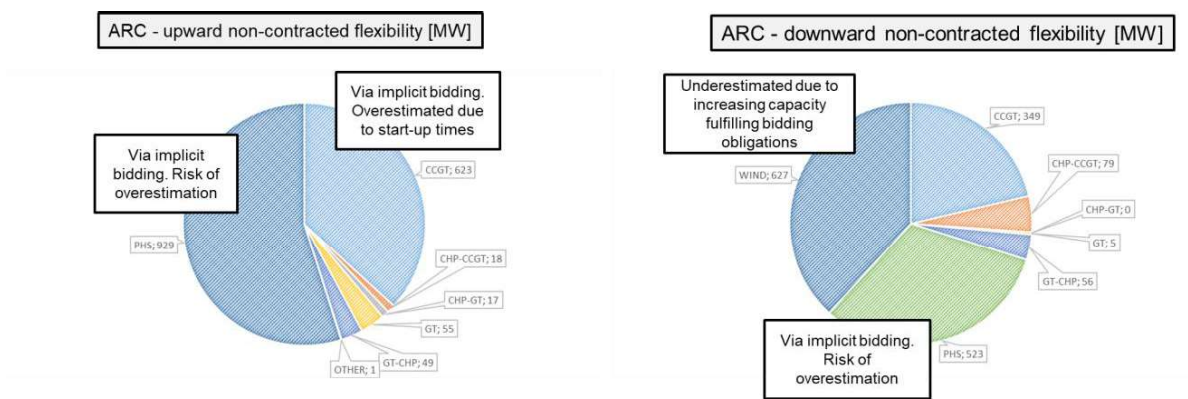 ARC - upward non-contracted flexibility [MW]
Via implicit bidding.
Overestimated due
to start-up times
Via implicit
bidding. Risk of
overestimation
CCGT; 623
PHS; 929
CHP-CCGT; 18
CHP-GT; 17
GT; 55
GT-CHP; 49
OTHER; 1
ARC - downward non-contracted flexibility [MW]
Underestimated due to
increasing capacity
fulfilling bidding
obligations
CCGT; 349
CHP-CCGT; 79
WIND; 627
CHP-GT; 0
GT; 5
GT-CHP; 56
PHS; 523
Via implicit bidding.
Risk of
overestimation